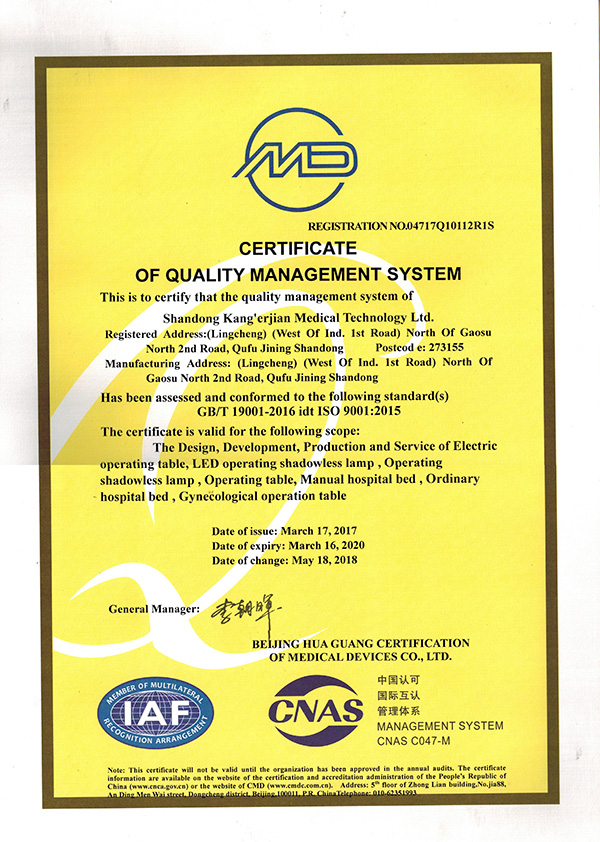 MD
REGISTRATION NO.04717Q10112R1S
CERTIFICATE
OF QUALITY MANAGEMENT SYSTEM
This is to certify that the quality management system of
Shandong Kang'erjian Medical Technology Ltd.
Registered Address:(Lingcheng) (West Of Ind. 1st Road) North Of Gaosu
North 2nd Road, Qufu Jining Shandong Postcod e: 273155
Manufacturing Address: (Lingcheng) (West Of Ind. 1st Road) North Of
Gaosu North 2nd Road, Qufu Jining Shandong
Has been assessed and conformed to the following standard(s)
GB/T 19001-2016 idt ISO 9001:2015
The certificate is valid for the following scope:
The Design, Development, Production and Service of Electric
operating table, LED operating shadowless lamp , Operating
shadowless lamp , Operating table, Manual hospital bed , Ordinary
hospital bed , Gynecological operation table
Date of issue: March 17, 2017
Date of expiry: March 16, 2020
Date of change: May 18, 2018
General Manager: 李朝晖
BEIJING HUA GUANG CERTIFICATION
OF MEDICAL DEVICES CO., LTD.
MEMBER OF MULTILATERAL
IAF
RECOGNITION ARRANGEMENT
CNAS
中国认可
国际互认
管理体系
MANAGEMENT SYSTEM
CNAS C047-M
Note: This certificate will not be valid until the organization has been approved in the annual audits. The certificate
information are available on the website of the certification and accreditation administration of the People's Republic of
China (www.cnca.gov.cn) or the website of CMD (www.cmdc.com.cn). Address: 5th floor of Zhong Lian building,No.jia88,
An Ding Men Wai street, Dongcheng district, Beijing,100011, P.R. ChinaTelephone: 010-62351993